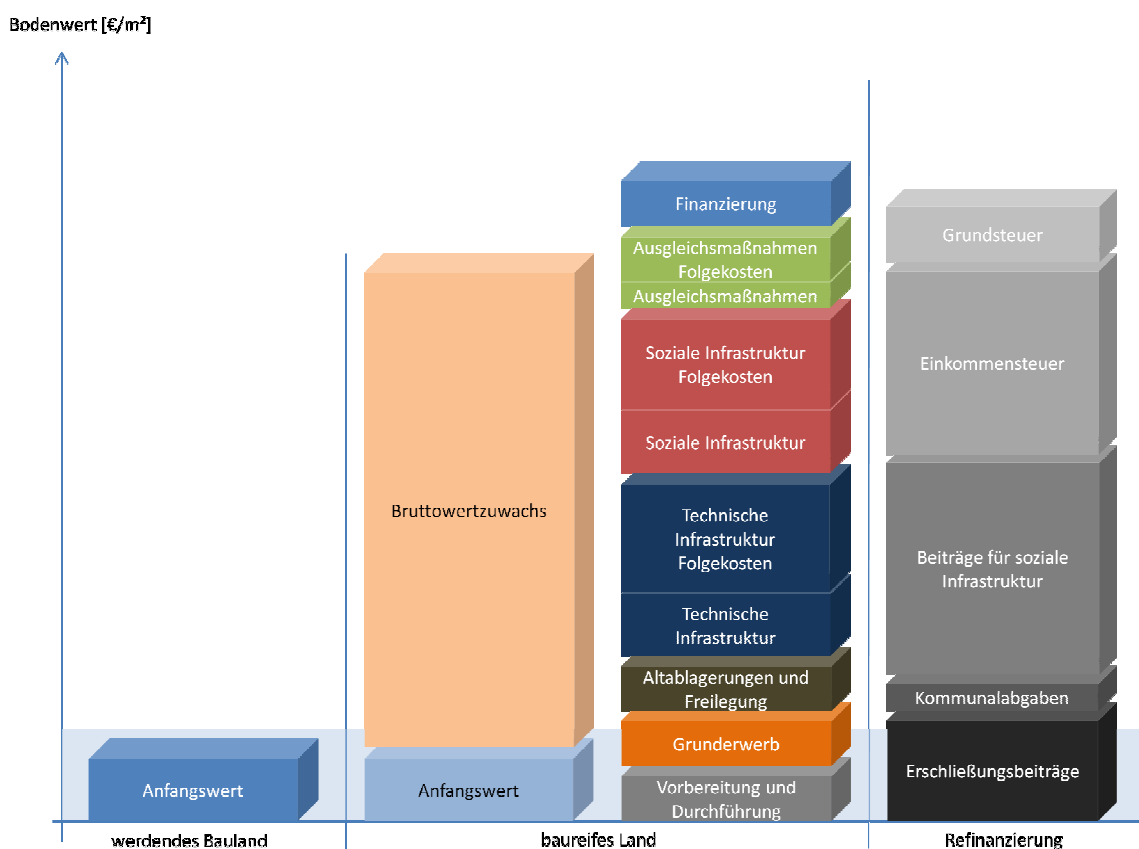 Bodenwert [€/m²]
Anfangswert
werdendes Bauland
Bruttowertzuwachs
Anfangswert
Finanzierung
Ausgleichsmaßnahmen
Folgekosten
Ausgleichsmaßnahmen
Soziale Infrastruktur
Folgekosten
Soziale Infrastruktur
Technische
Infrastruktur
Folgekosten
Technische
Infrastruktur
Altablagerungen und
Freilegung
Grunderwerb
Vorbereitung und
Durchführung
baureifes Land
Grundsteuer
Einkommensteuer
Beiträge für soziale
Infrastruktur
Kommunalabgaben
Erschließungsbeiträge
Refinanzierung